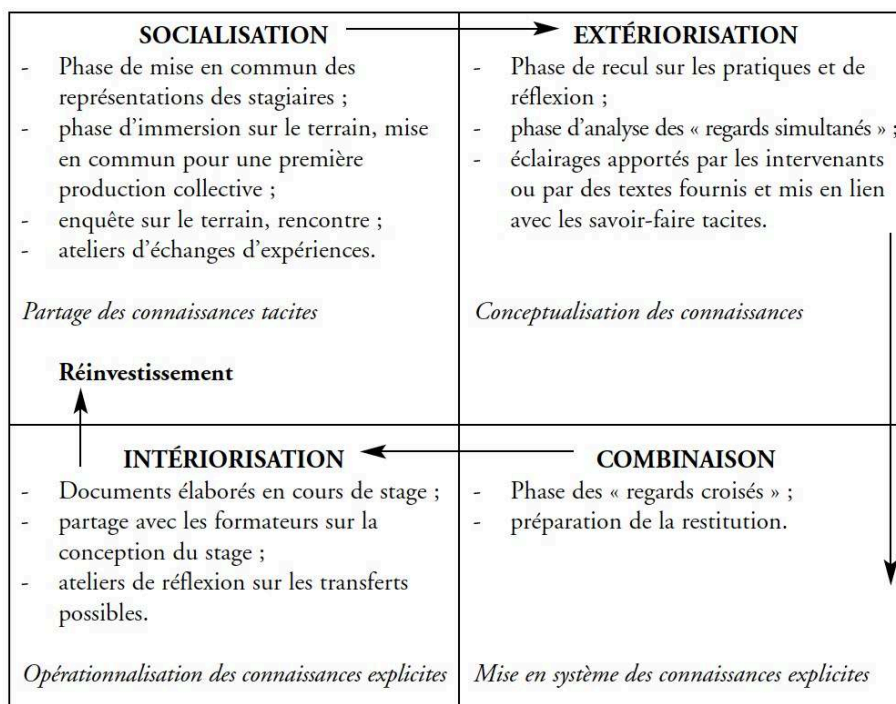 SOCIALISATION
- Phase de mise en commun des
représentations des stagiaires ;
- phase d’immersion sur le terrain, mise
en commun pour une première
production collective ;
- enquête sur le terrain, rencontre ;
- ateliers d’échanges d’expériences.
Partage des connaissances tacites
Réinvestissement
EXTÉRIORISATION
- Phase de recul sur les pratiques et de
réflexion ;
- phase d’analyse des « regards simultanés » ;
- éclairages apportés par les intervenants
ou par des textes fournis et mis en lien
avec les savoir-faire tacites.
Conceptualisation des connaissances
INTÉRIORISATION
- Documents élaborés en cours de stage ;
- partage avec les formateurs sur la
conception du stage ;
- ateliers de réflexion sur les transferts
possibles.
Opérationnalisation des connaissances explicites
COMBINAISON
- Phase des « regards croisés » ;
- préparation de la restitution.
Mise en système des connaissances explicites